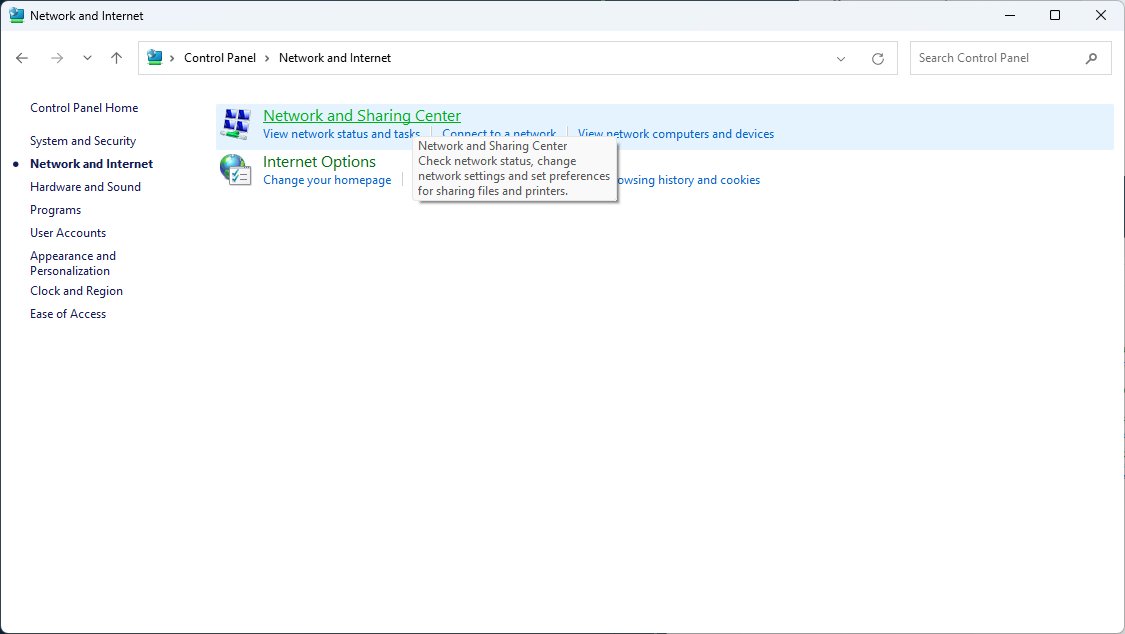 Network and Internet
Control Panel > Network and Internet
Search Control Panel
Control Panel Home
System and Security
Network and Internet
Hardware and Sound
Programs
User Accounts
Appearance and
Personalization
Clock and Region
Ease of Access
Network and Sharing Center
View network status and tasks | Connect to a network | View network computers and devices
Network and Sharing Center
Check network status, change
network settings and set preferences
for sharing files and printers.
Internet Options
Change your homepage | history and cookies